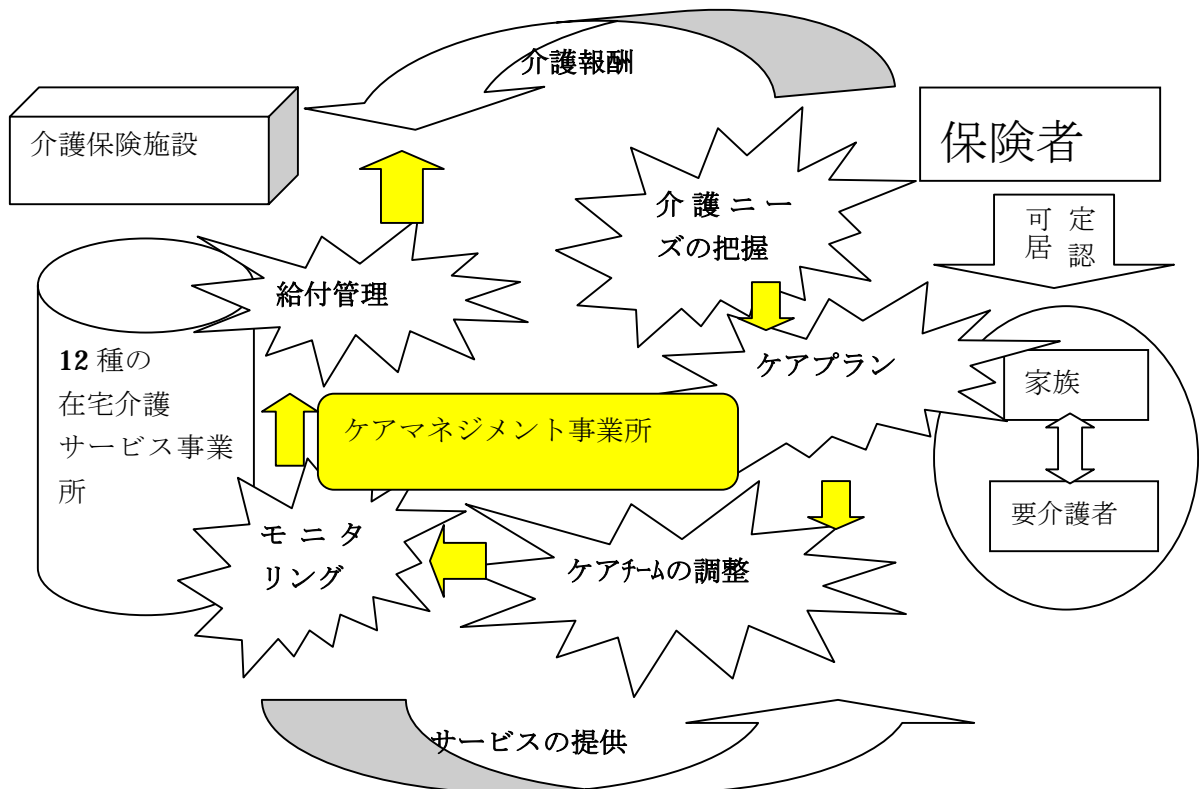 介護報酬
介護保険施設
保険者
介護ニー
ズの把握
可 定
居 認
給付管理
ケアプラン
12 種の
在宅介護
サービス事業
所
家族
ケアマネジメント事業所
要介護者
モニタ
リング
ケアチームの調整
サービスの提供